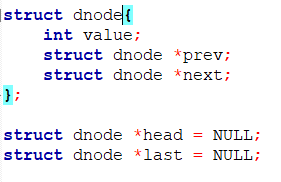 struct dnode{
    int value;
    struct dnode *prev;
    struct dnode *next;
};
struct dnode *head = NULL;
struct dnode *last = NULL;